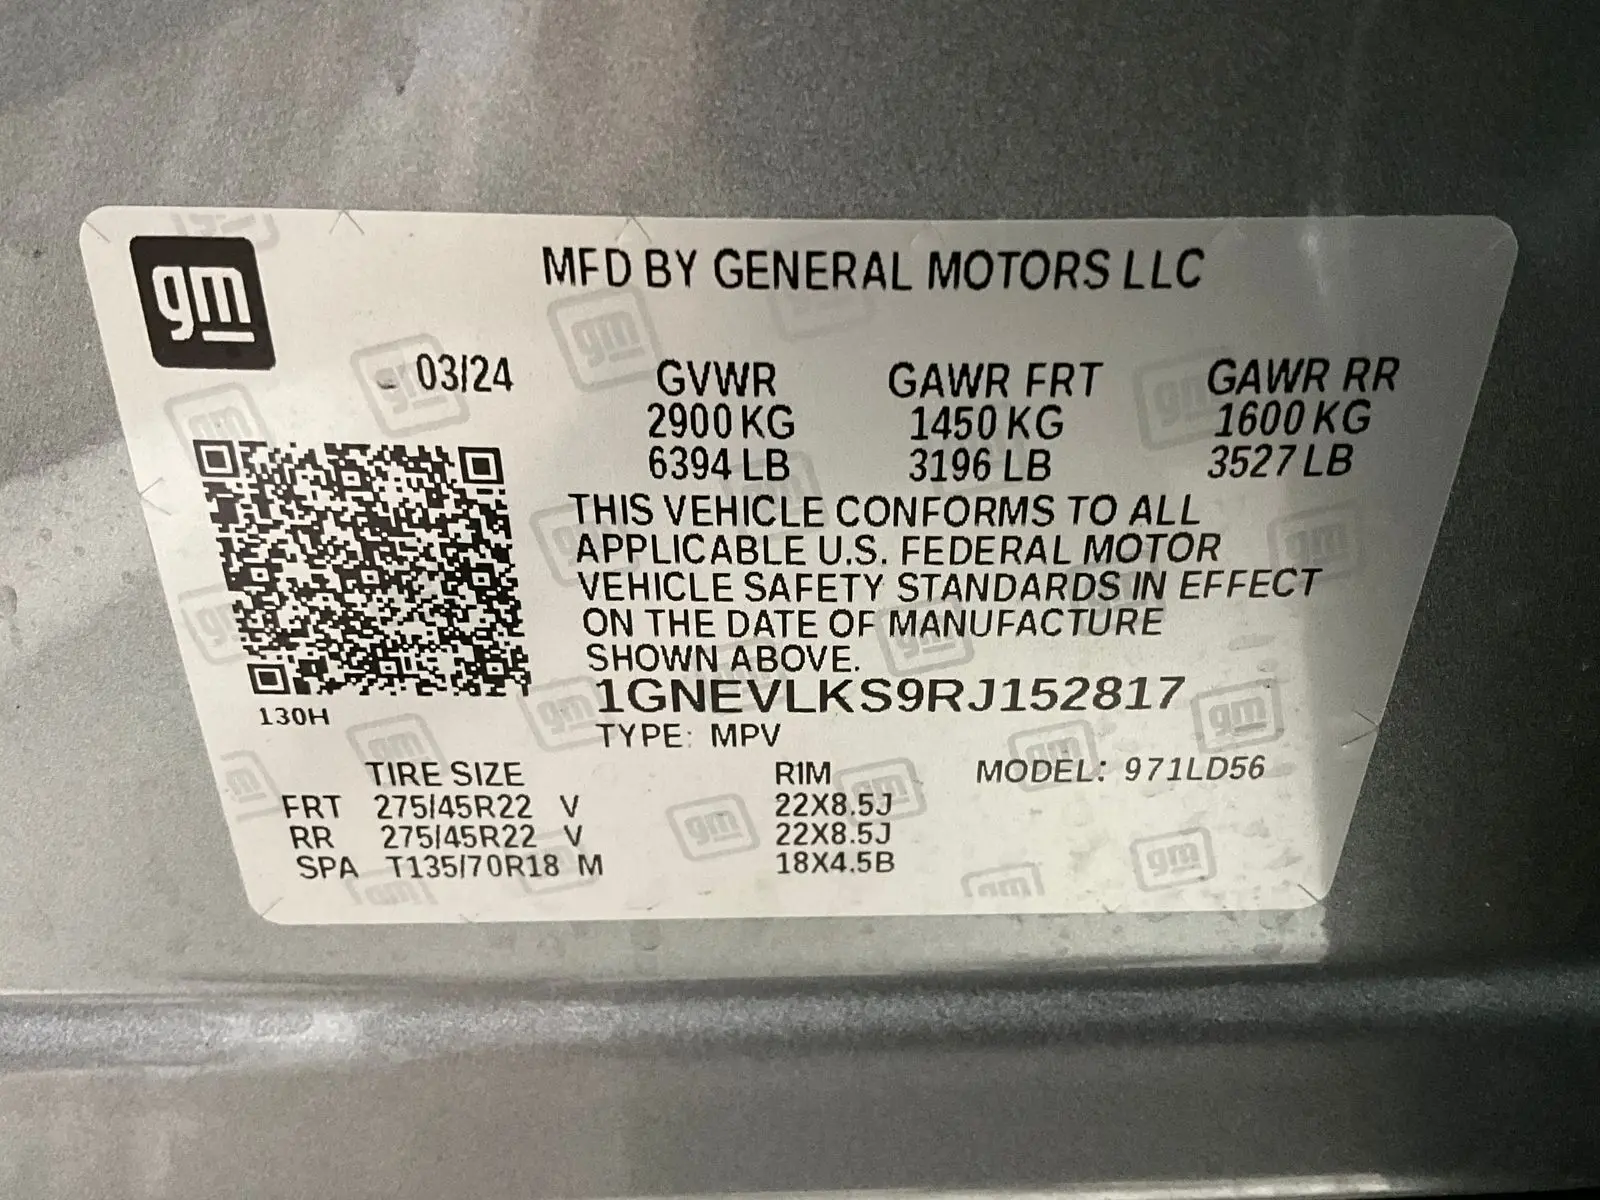 gm
MFD BY GENERAL MOTORS LLC
03/24
GVWR GAWR FRT GAWR RR
2900 KG 1450 KG 1600 KG
6394 LB 3196 LB 3527 LB
THIS VEHICLE CONFORMS TO ALL
APPLICABLE U.S. FEDERAL MOTOR
VEHICLE SAFETY STANDARDS IN EFFECT
ON THE DATE OF MANUFACTURE
SHOWN ABOVE.
1GNEVLKS9RJ152817
130H
TYPE: MPV
TIRE SIZE RIM MODEL: 971LD56
FRT 275/45R22 V 22X8.5J
RR 275/45R22 V 22X8.5J
SPA T135/70R18 M 18X4.5B